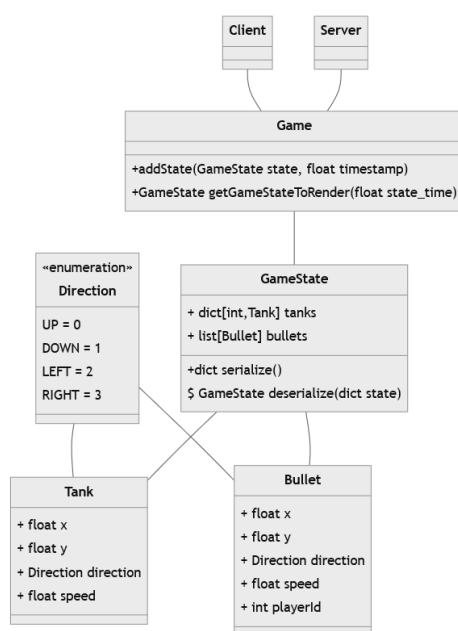 Client
Server
Game
+addState(GameState state, float timestamp)
+GameState getGameStateToRender(float state_time)
«enumeration»
Direction
UP = 0
DOWN = 1
LEFT = 2
RIGHT = 3
GameState
+ dict[int,Tank] tanks
+ list[Bullet] bullets
+dict serialize()
$ GameState deserialize(dict state)
Tank
+ float x
+ float y
+ Direction direction
+ float speed
Bullet
+ float x
+ float y
+ Direction direction
+ float speed
+ int playerId